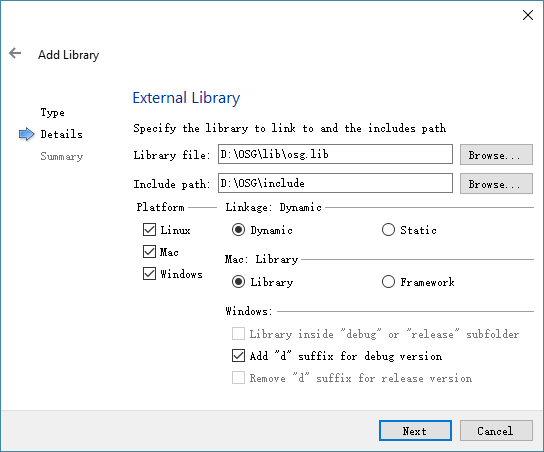 Add Library
External Library
Type
Details
Summary
Specify the library to link to and the includes path
Library file: D:\OSG\lib\osg.lib Browse...
Include path: D:\OSG\include Browse...
Platform
Linux
Mac
Windows
Linkage: Dynamic
Dynamic Static
Mac: Library
Library Framework
Windows:
Library inside "debug" or "release" subfolder
Add "d" suffix for debug version
Remove "d" suffix for release version
Next Cancel